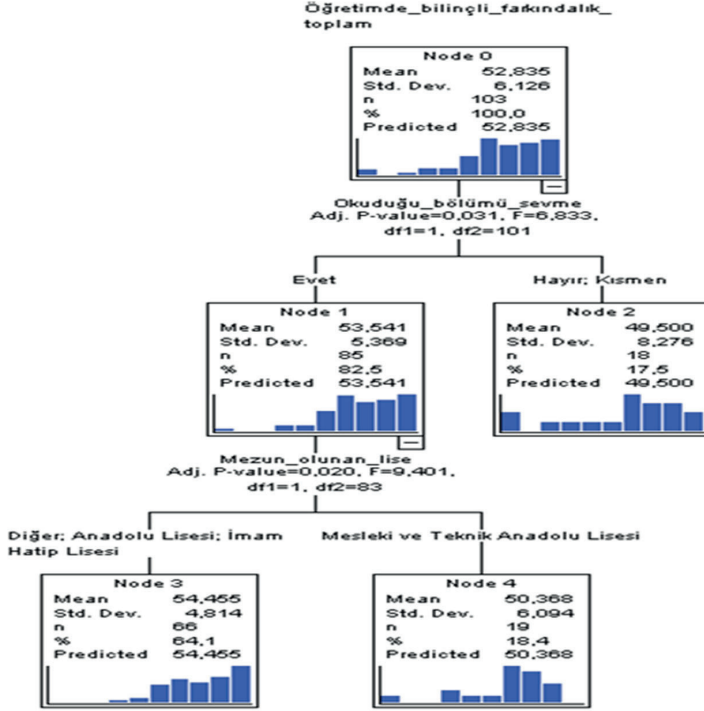 Öğretimde_bilinçli_farkındalık_
toplam
Node 0
Mean 52,835
Std. Dev. 6,126
n 103
% 100,0
Predicted 52,835
Okuduğu_bölümü_sevme
Adj. P-value=0,031, F=6,833,
df1=1, df2=101
Evet
Hayır; Kısmen
Node 1
Mean 53,541
Std. Dev. 5,369
n 85
% 82,5
Predicted 53,541
Node 2
Mean 49,500
Std. Dev. 8,276
n 18
% 17,5
Predicted 49,500
Mezun_olunan_lise
Adj. P-value=0,020, F=9,401,
df1=1, df2=83
Diğer; Anadolu Lisesi; İmam
Hatip Lisesi
Mesleki ve Teknik Anadolu Lisesi
Node 3
Mean 54,455
Std. Dev. 4,814
n 66
% 64,1
Predicted 54,455
Node 4
Mean 50,368
Std. Dev. 6,094
n 19
% 18,4
Predicted 50,368